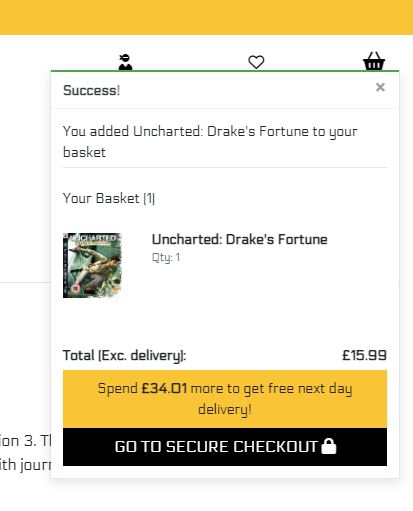 Success!
×
You added Uncharted: Drake's Fortune to your
basket
Your Basket (1)
UNCHARTED
Uncharted: Drake's Fortune
Qty: 1
Total (Exc. delivery):
£15.99
Spend £34.01 more to get free next day
delivery!
GO TO SECURE CHECKOUT
ion 3. Th
ith journ